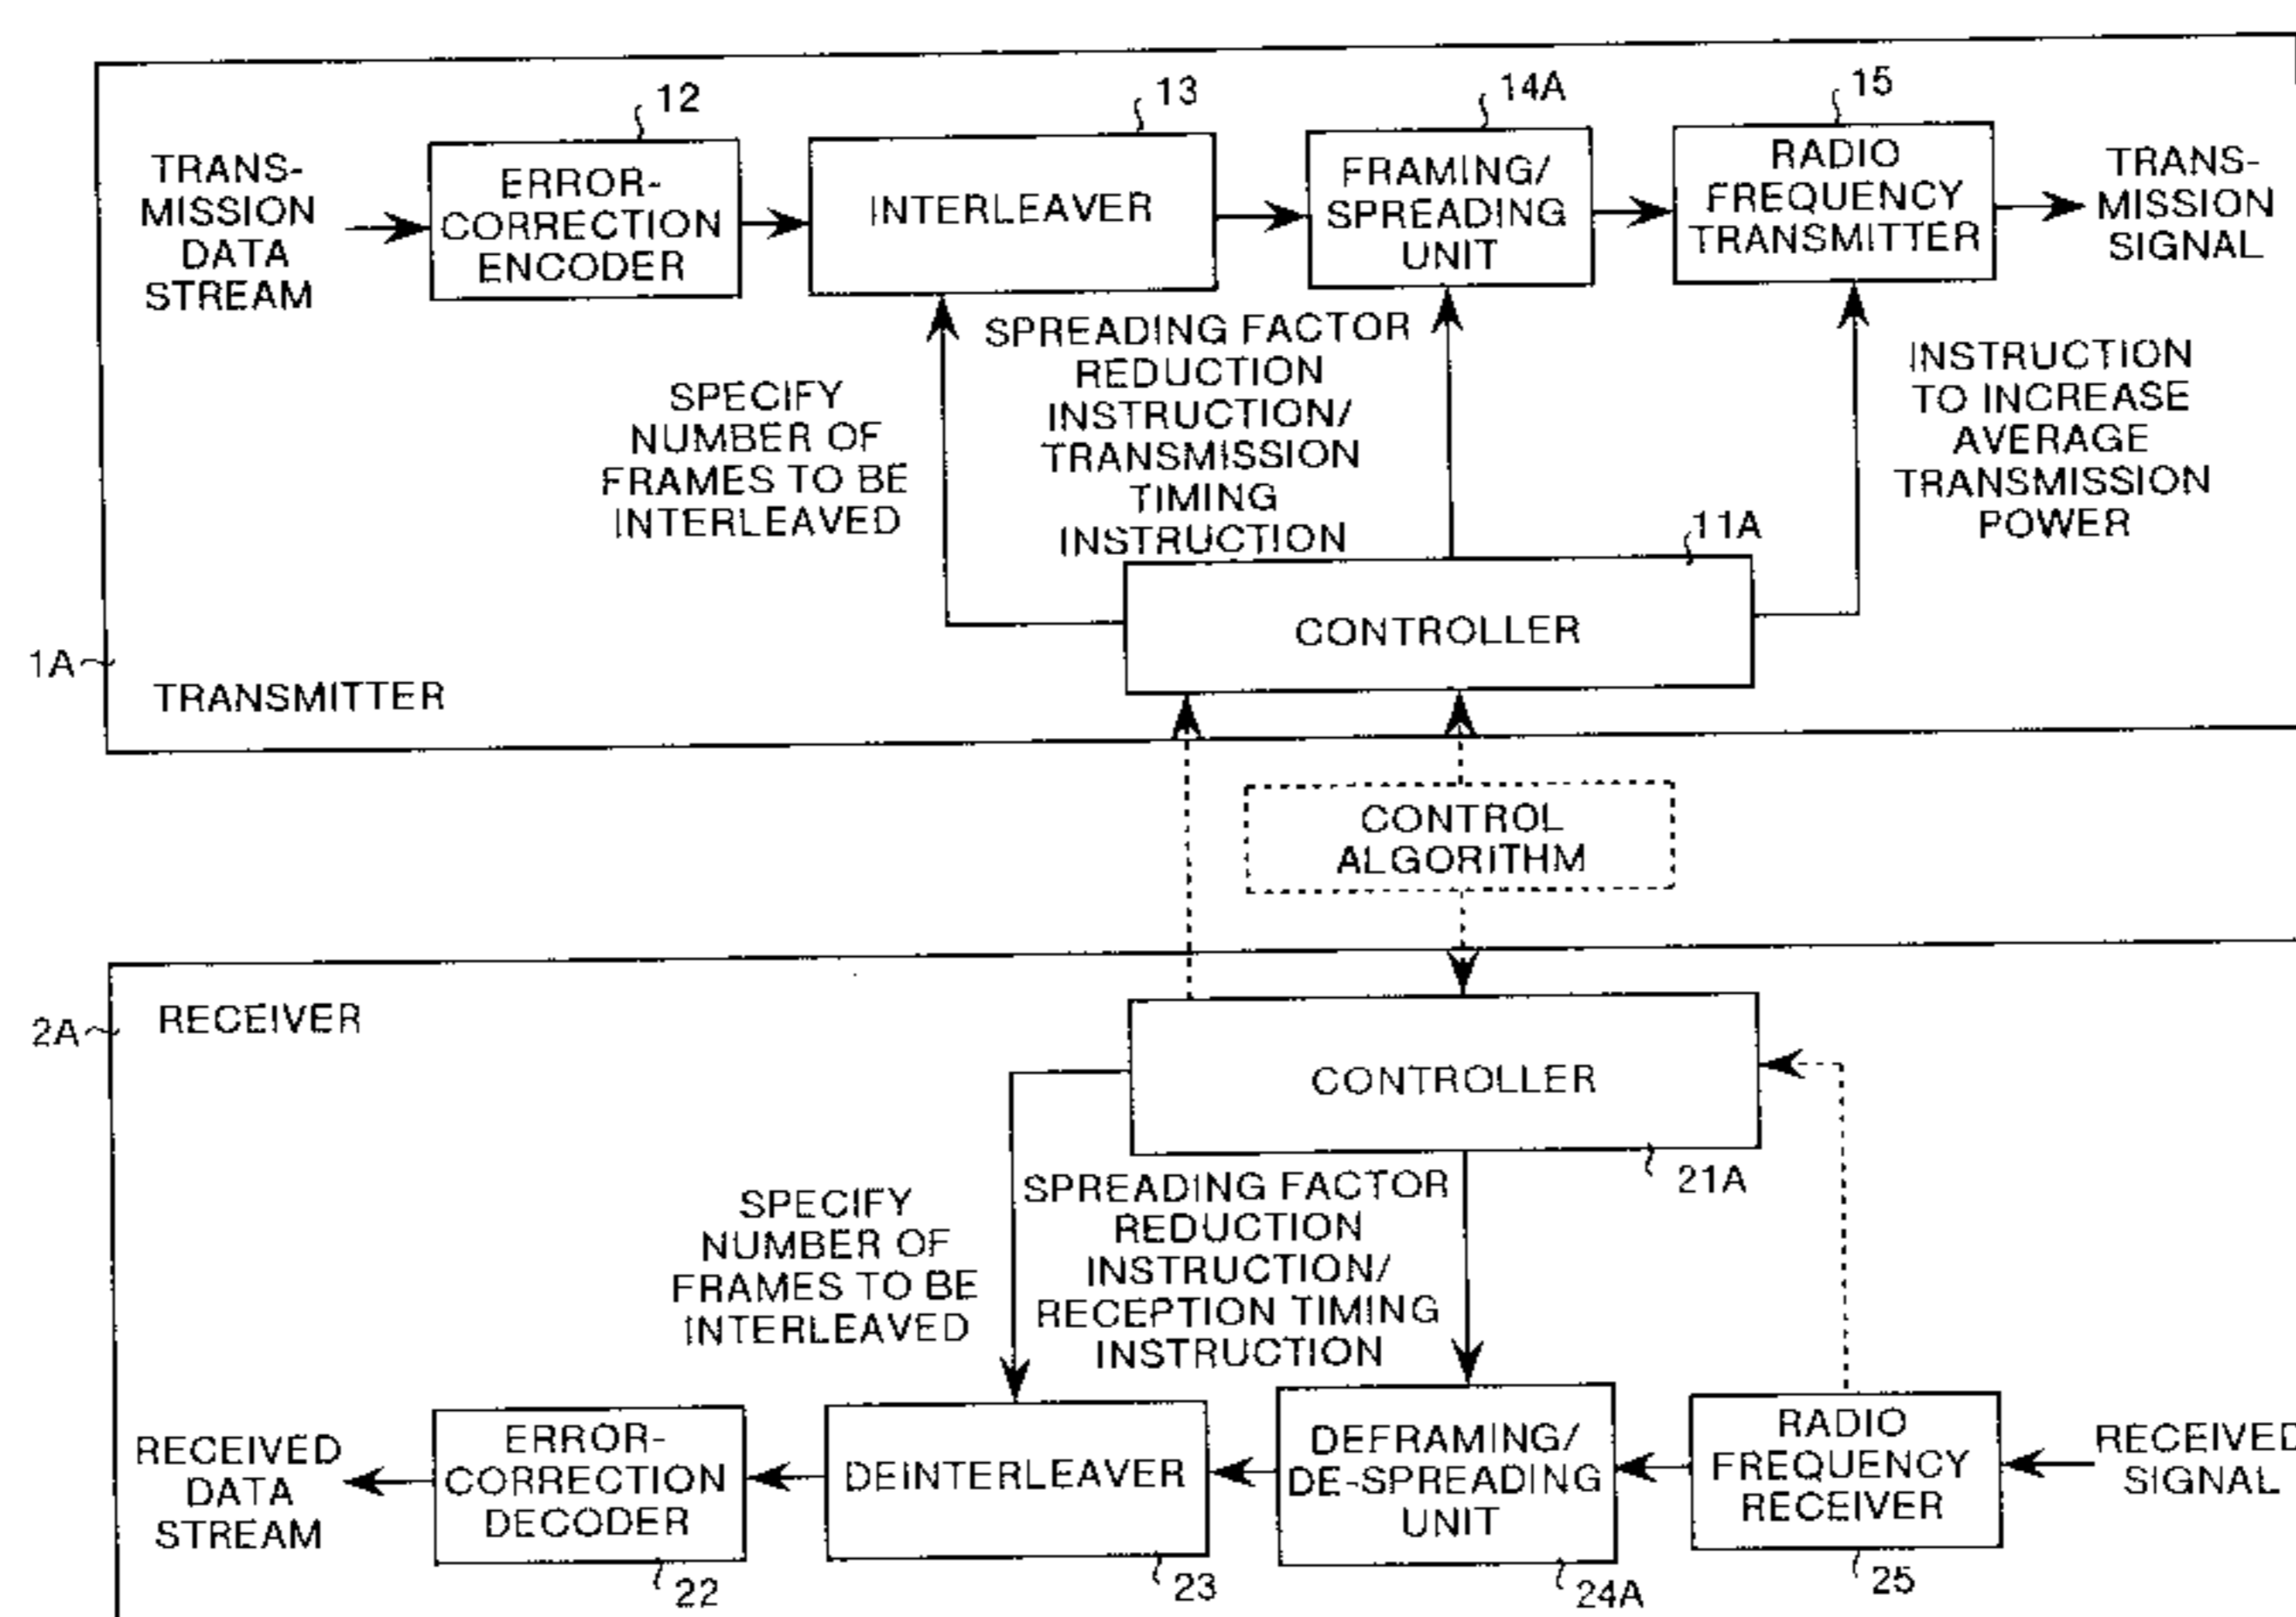 12
13
14A
15
TRANS-
MISSION
DATA
STREAM
ERROR-
CORRECTION
ENCODER
INTERLEAVER
FRAMING/
SPREADING
UNIT
RADIO
FREQUENCY
TRANSMITTER
TRANS-
MISSION
SIGNAL
SPECIFY
NUMBER OF
FRAMES TO BE
INTERLEAVED
SPREADING FACTOR
REDUCTION
INSTRUCTION/
TRANSMISSION
TIMING
INSTRUCTION
INSTRUCTION
TO INCREASE
AVERAGE
TRANSMISSION
POWER
11A
CONTROLLER
1A
TRANSMITTER
CONTROL
ALGORITHM
2A
RECEIVER
CONTROLLER
21A
SPECIFY
NUMBER OF
FRAMES TO BE
INTERLEAVED
SPREADING FACTOR
REDUCTION
INSTRUCTION/
RECEPTION TIMING
INSTRUCTION
RECEIVED
DATA
STREAM
ERROR-
CORRECTION
DECODER
DEINTERLEAVER
DEFRAMING/
DE-SPREADING
UNIT
RADIO
FREQUENCY
RECEIVER
RECEIVED
SIGNAL
22
23
24A
25